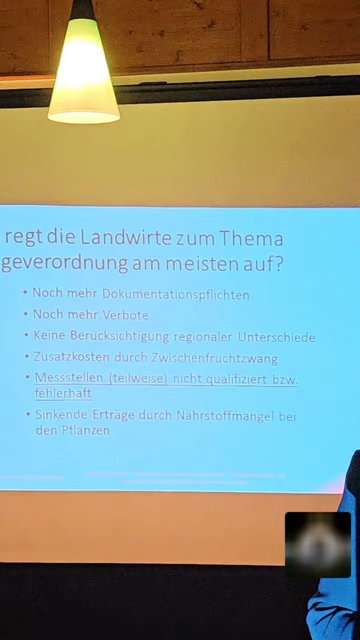 regt die Landwirte zum Thema
geverordnung am meisten auf?
• Noch mehr Dokumentationspflichten
• Noch mehr Verbote
• Keine Berücksichtigung regionaler Unterschiede
• Zusatzkosten durch Zwischenfruchtzwang
• Messstellen (teilweise) nicht qualifiziert bzw.
fehlerhaft
• Sinkende Erträge durch Nährstoffmangel bei
den Pflanzen